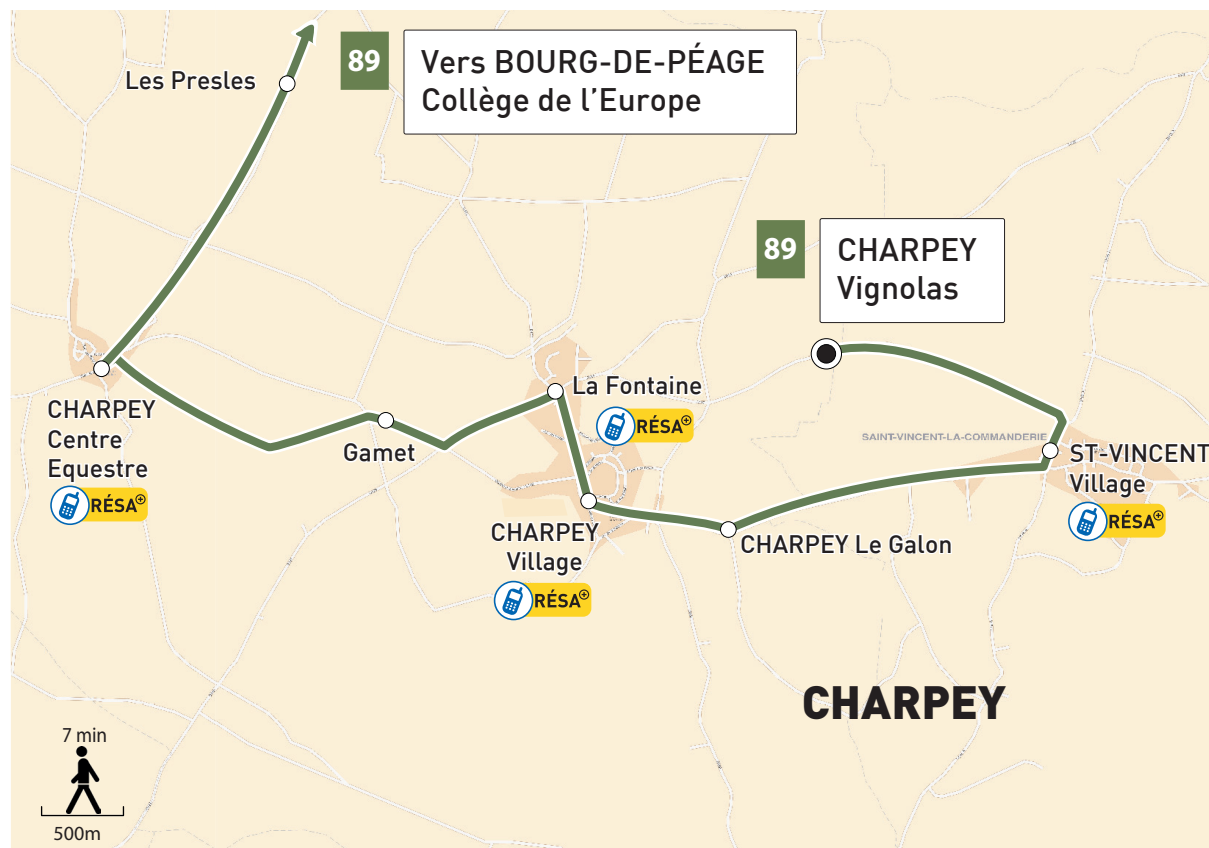 89
Vers BOURG-DE-PÉAGE
Collège de l'Europe
Les Presles
89
CHARPEY
Vignolas
La Fontaine
RÉSA⊕
CHARPEY
Centre
Equestre
RÉSA⊕
Gamet
SAINT-VINCENT-LA-COMMANDERIE
ST-VINCENT
Village
RÉSA⊕
CHARPEY
Village
RÉSA⊕
CHARPEY Le Galon
CHARPEY
7 min
500m